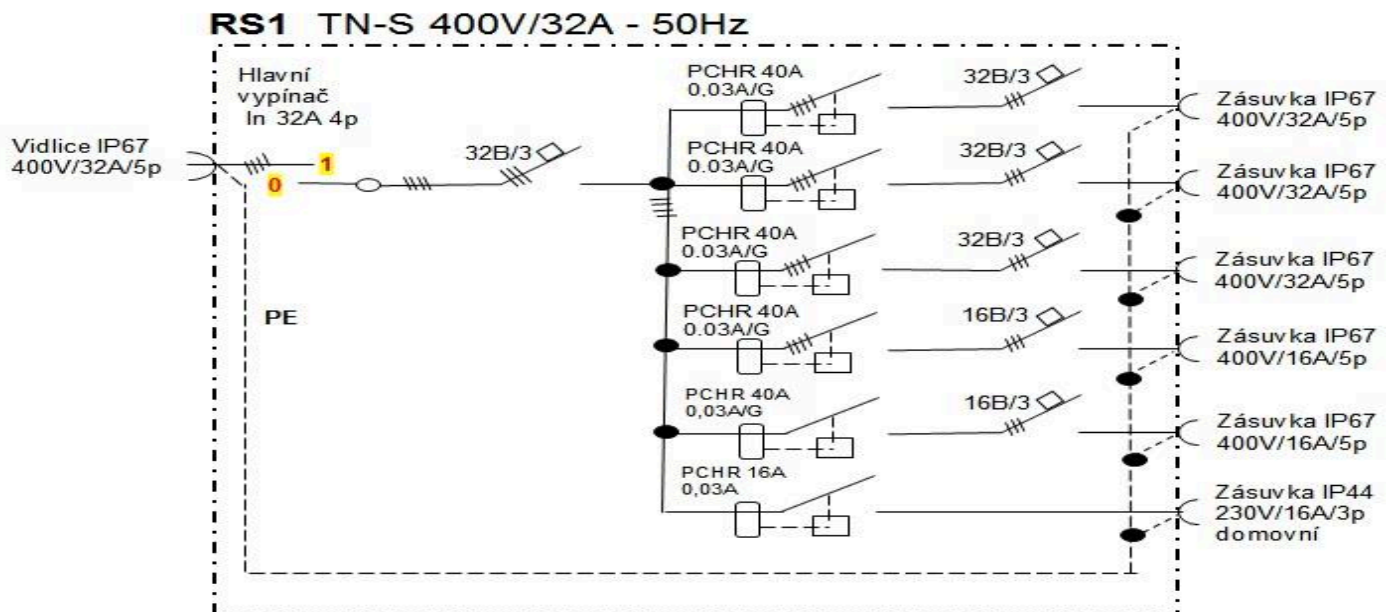 RS1 TN-S 400V/32A - 50Hz
Hlavní
vypínač
In 32A 4p
Vidlice IP67
400V/32A/5p
1
0
32B/3
PE
PCHR 40A
0,03A/G
32B/3
Zásuvka IP67
400V/32A/5p
PCHR 40A
0.03A/G
32B/3
Zásuvka IP67
400V/32A/5p
PCHR 40A
0.03A/G
32B/3
Zásuvka IP67
400V/32A/5p
PCHR 40A
0.03A/G
16B/3
Zásuvka IP67
400V/16A/5p
PCHR 40A
0,03A/G
16B/3
Zásuvka IP67
400V/16A/5p
PCHR 16A
0,03A
Zásuvka IP44
230V/16A/3p
domovní